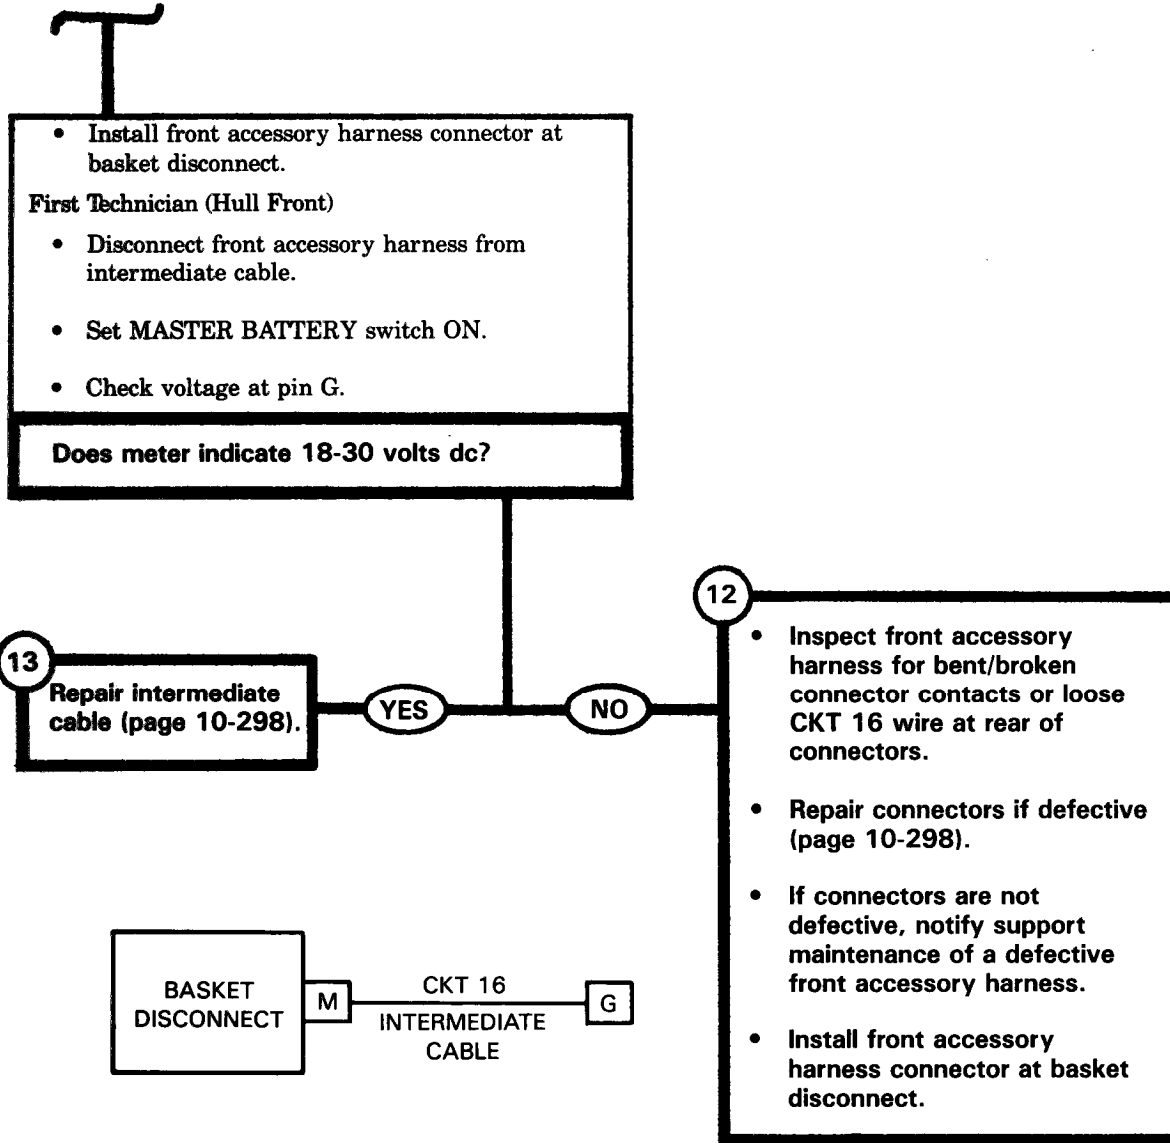 • Install front accessory harness connector at
basket disconnect.
First Technician (Hull Front)
• Disconnect front accessory harness from
intermediate cable.
• Set MASTER BATTERY switch ON.
• Check voltage at pin G.
Does meter indicate 18-30 volts dc?
13
Repair intermediate
cable (page 10-298).
YES
NO
12
• Inspect front accessory
harness for bent/broken
connector contacts or loose
CKT 16 wire at rear of
connectors.
• Repair connectors if defective
(page 10-298).
• If connectors are not
defective, notify support
maintenance of a defective
front accessory harness.
• Install front accessory
harness connector at basket
disconnect.
BASKET
DISCONNECT
M
CKT 16
INTERMEDIATE
CABLE
G